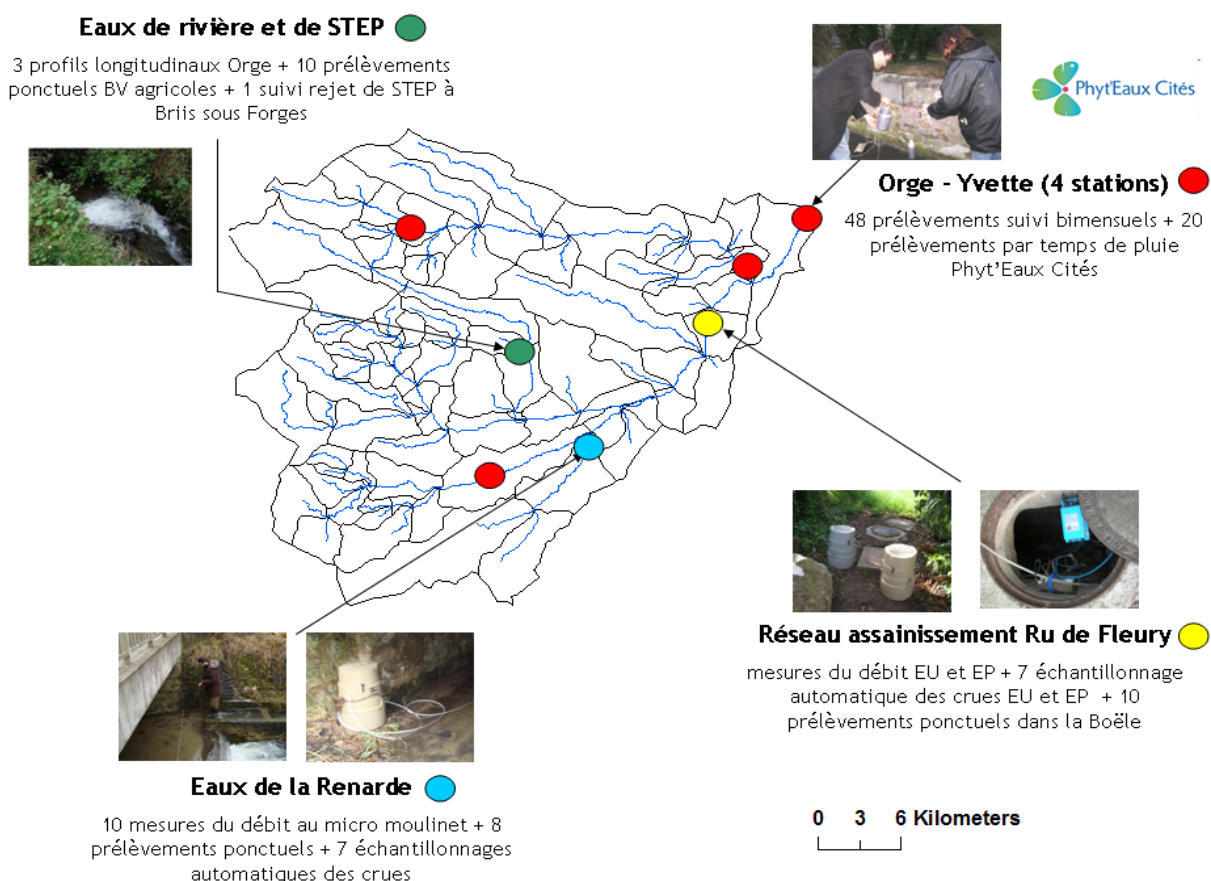 Eaux de rivière et de STEP
3 profils longitudinaux Orge + 10 prélèvements
ponctuels BV agricoles + 1 suivi rejet de STEP à
Briis sous Forges
Phyt'Eaux Cités
Orge - Yvette (4 stations)
48 prélèvements suivi bimensuels + 20
prélèvements par temps de pluie
Phyt'Eaux Cités
Réseau assainissement Ru de Fleury
mesures du débit EU et EP + 7 échantillonnage
automatique des crues EU et EP + 10
prélèvements ponctuels dans la Boële
Eaux de la Renarde
10 mesures du débit au micro moulinet + 8
prélèvements ponctuels + 7 échantillonnages
automatiques des crues
0 3 6 Kilometers